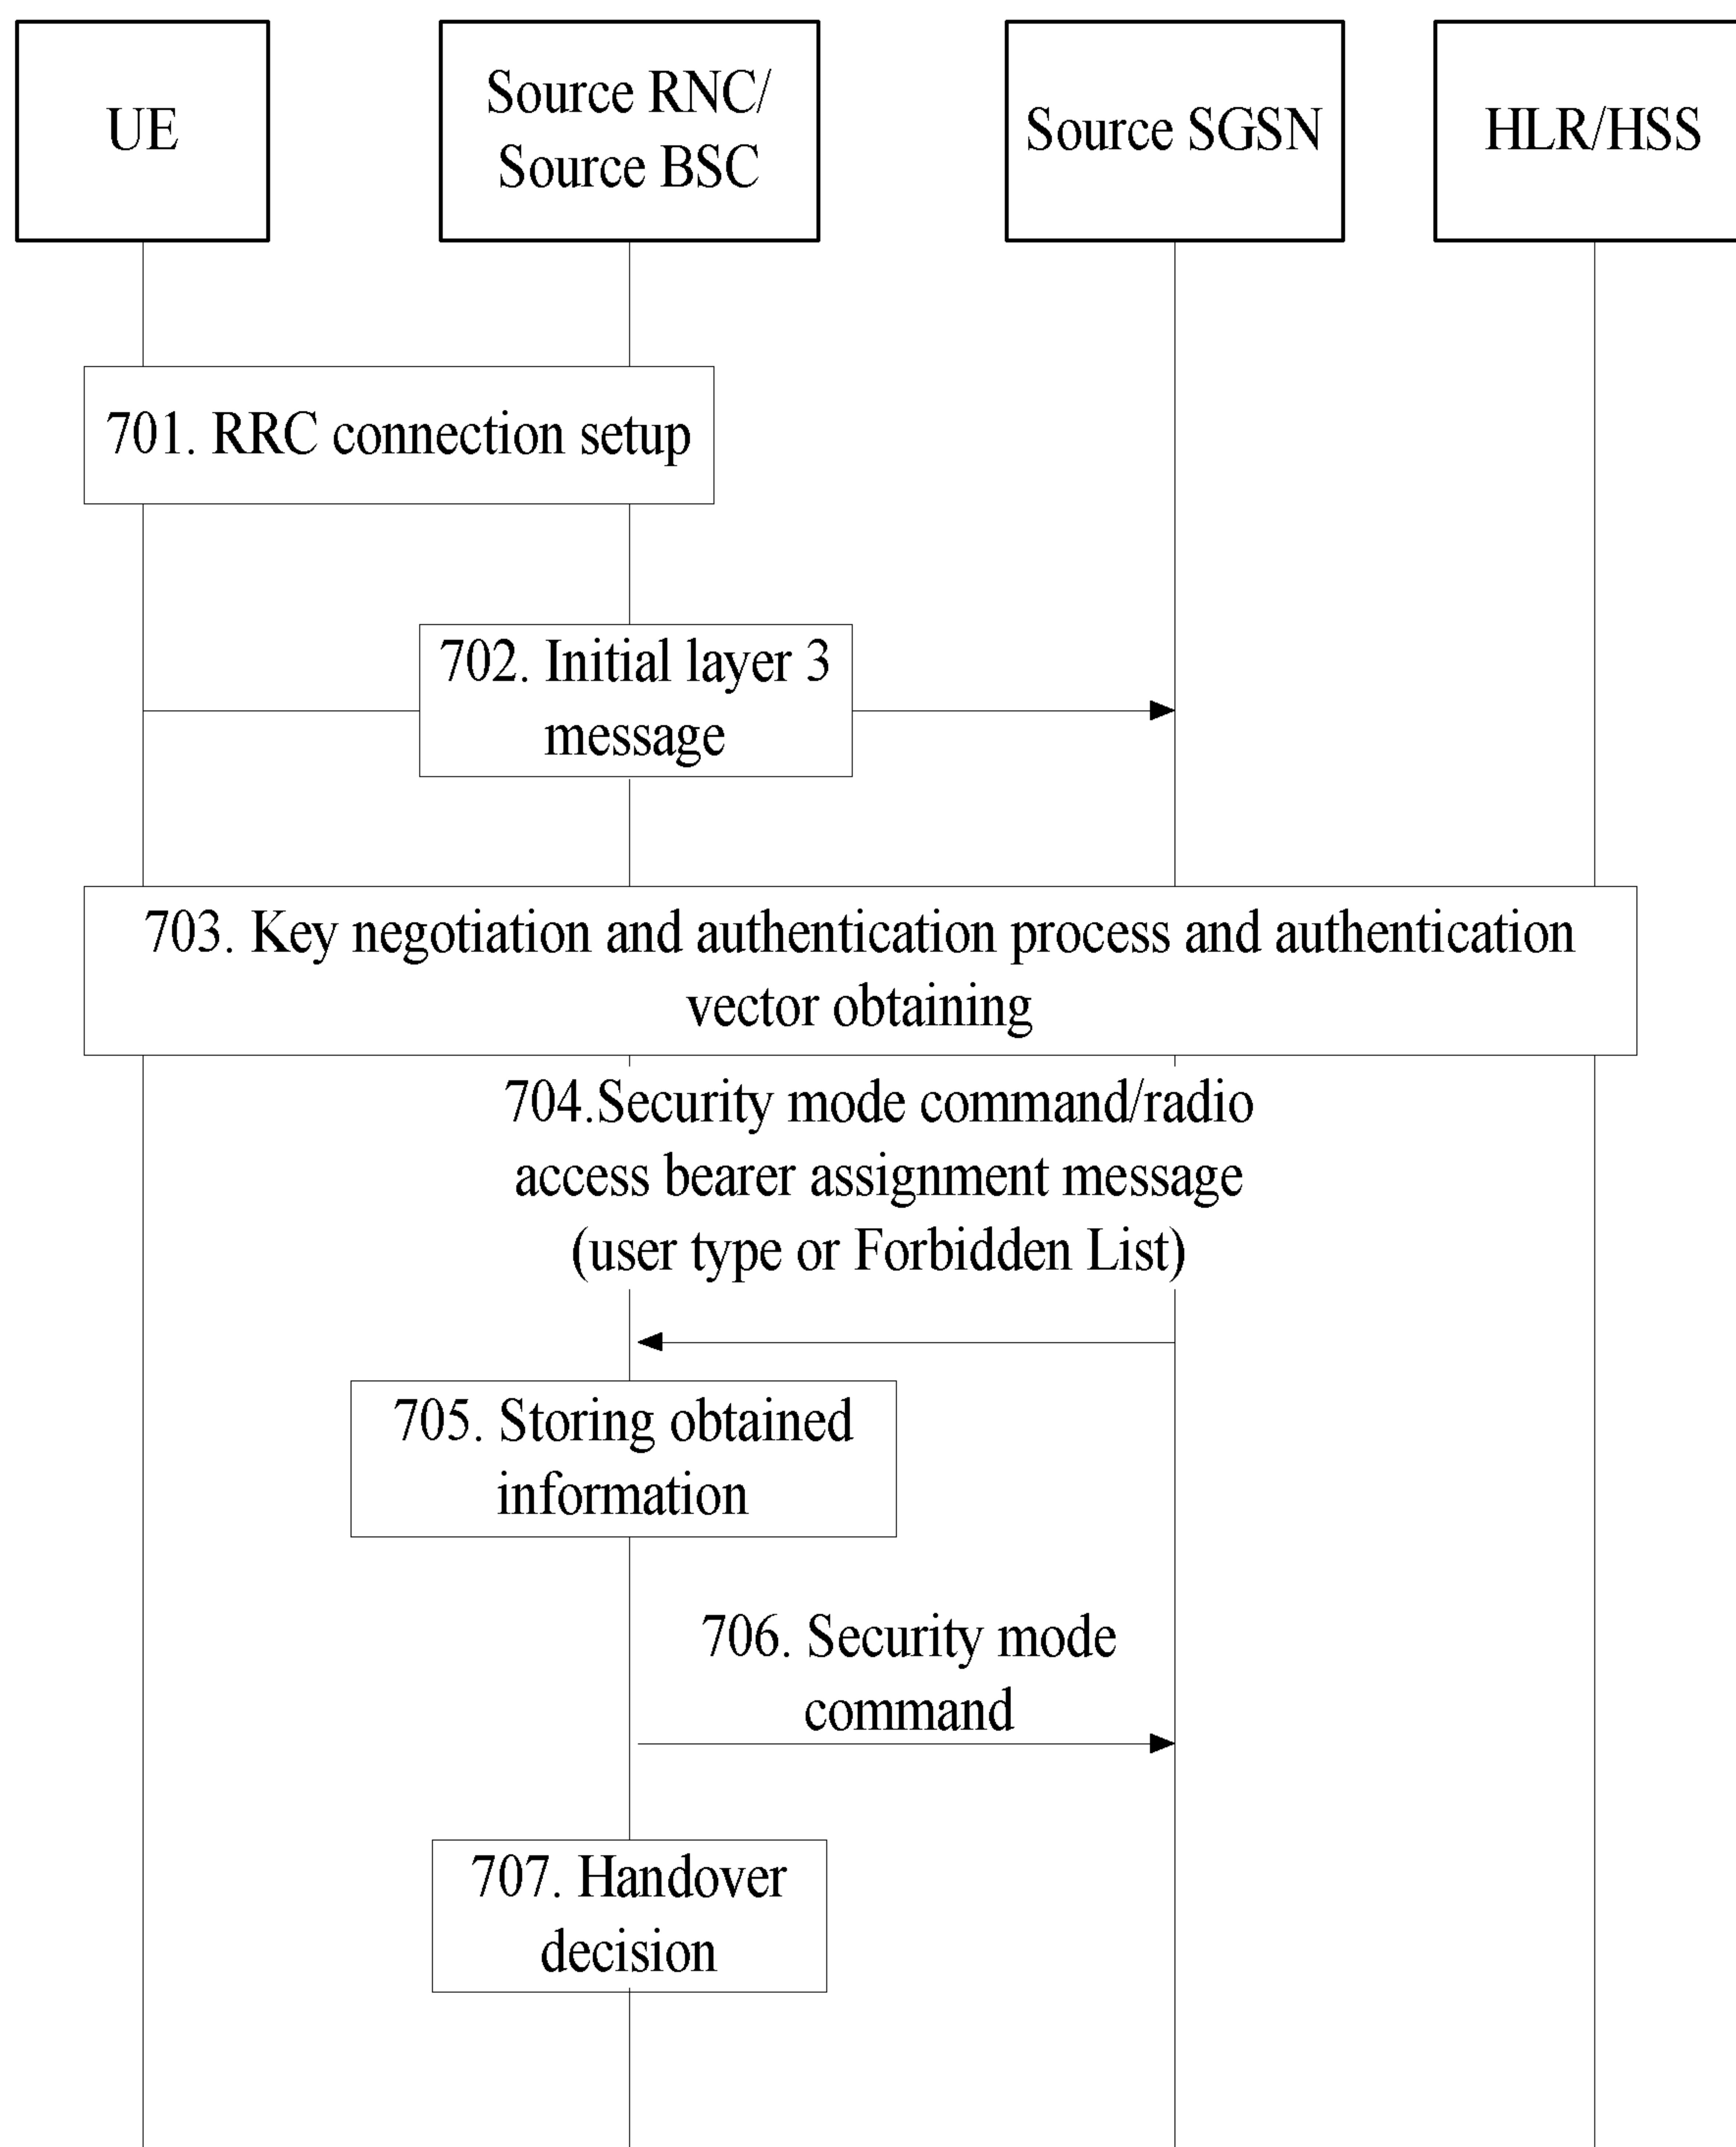 UE
Source RNC/
Source BSC
Source SGSN
HLR/HSS
701. RRC connection setup
702. Initial layer 3
message
703. Key negotiation and authentication process and authentication
vector obtaining
704.Security mode command/radio
access bearer assignment message
(user type or Forbidden List)
705. Storing obtained
information
706. Security mode
command
707. Handover
decision